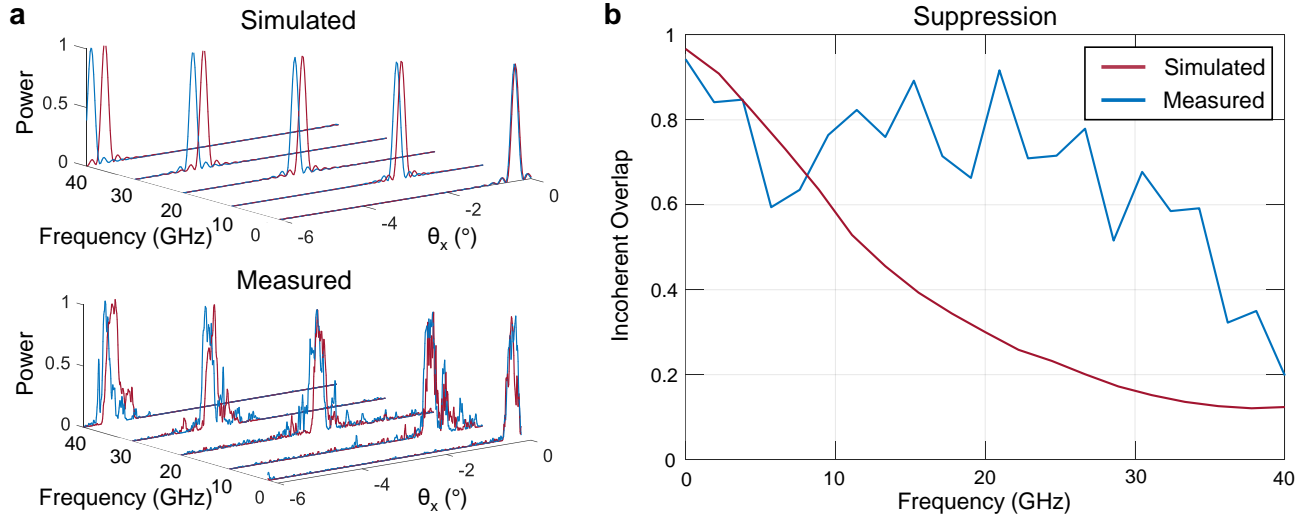 a
Simulated
1
0.5
0
Power
40
30
20
10
0
Frequency (GHz)
-6
-4
-2
0
θx (°)
Measured
1
0.5
0
Power
40
30
20
10
0
Frequency (GHz)
-6
-4
-2
0
θx (°)
b
Suppression
1
0.8
0.6
0.4
0.2
0
Incoherent Overlap
Simulated
Measured
0
10
20
30
40
Frequency (GHz)